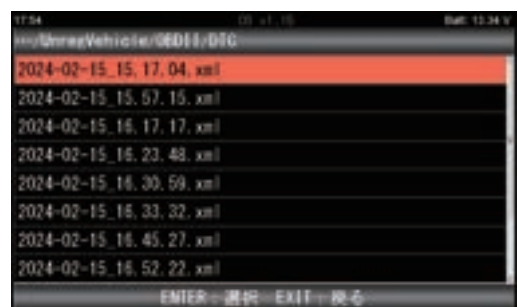 17:54 OS v1.15 Batt: 13.34 V
/UnregVehicle/OBDII/DTC
2024-02-15_15.17.04.xml
2024-02-15_15.57.15.xml
2024-02-15_16.17.17.xml
2024-02-15_16.23.48.xml
2024-02-15_16.30.59.xml
2024-02-15_16.33.32.xml
2024-02-15_16.45.27.xml
2024-02-15_16.52.22.xml
ENTER：選択 EXIT：戻る